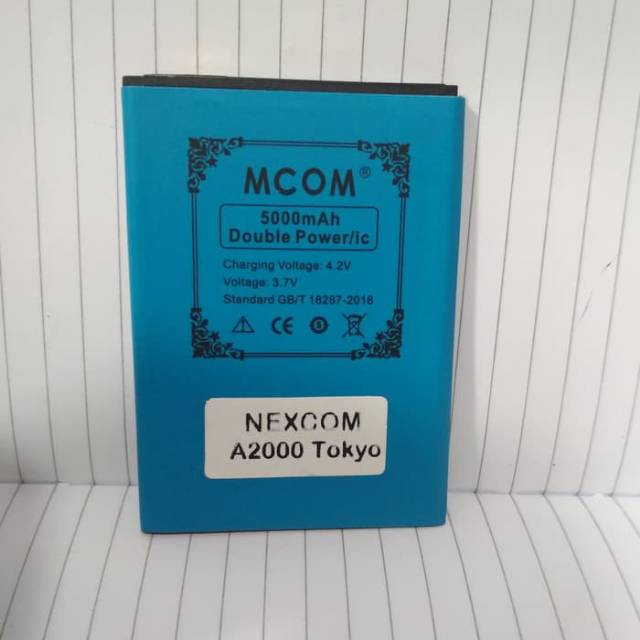 MCOM®
5000mAh
Double Power/ic
Charging Voltage: 4.2V
Voltage: 3.7V
Standard GB/T 18287-2018
CE
NEXCOM
A2000 Tokyo